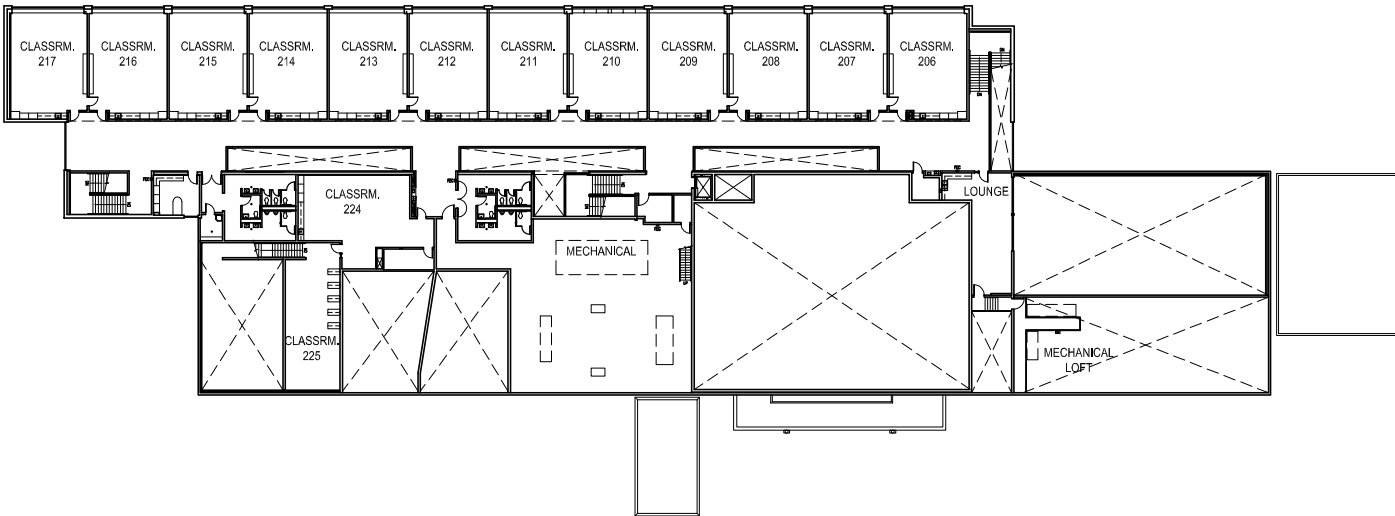 CLASSRM.
217
CLASSRM.
216
CLASSRM.
215
CLASSRM.
214
CLASSRM.
213
CLASSRM.
212
CLASSRM.
211
CLASSRM.
210
CLASSRM.
209
CLASSRM.
208
CLASSRM.
207
CLASSRM.
206
CLASSRM.
224
LOUNGE
MECHANICAL
CLASSRM.
225
MECHANICAL
LOFT